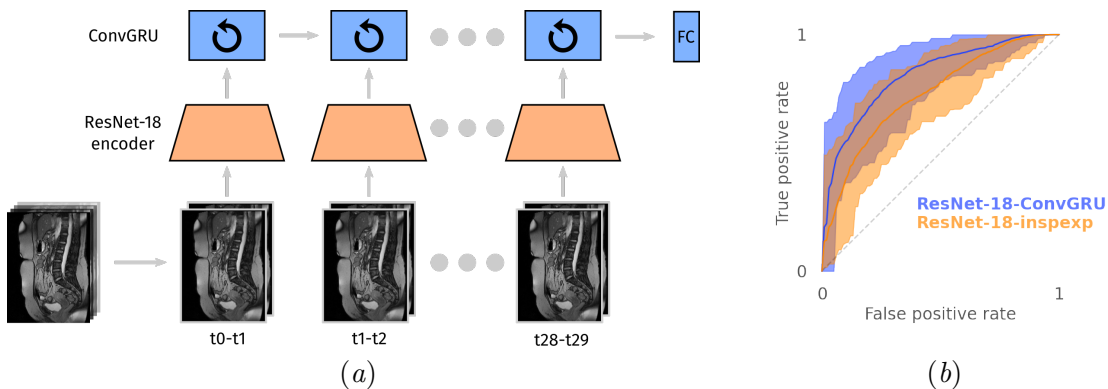 ConvGRU
FC
ResNet-18
encoder
t0-t1
t1-t2
t28-t29
(a)
1
True positive rate
ResNet-18-ConvGRU
ResNet-18-inspexp
0
0
1
False positive rate
(b)